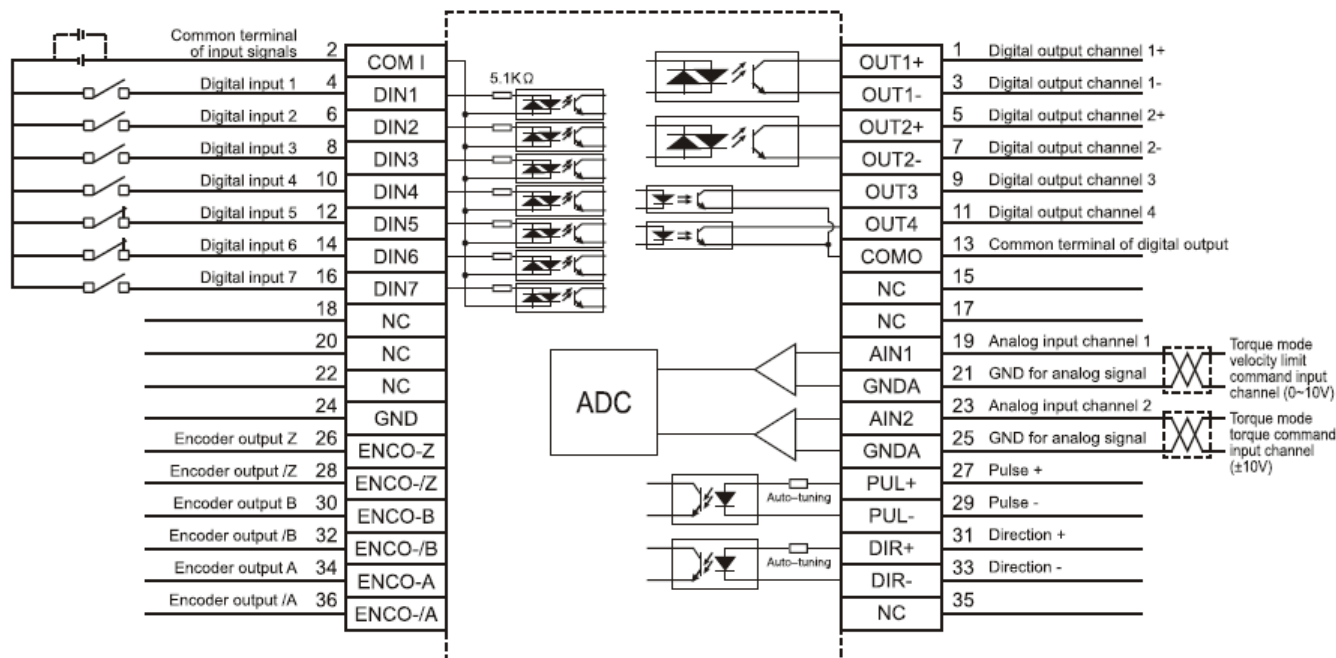 Common terminal
of input signals 2 COM I
Digital input 1 4 DIN1
Digital input 2 6 DIN2
Digital input 3 8 DIN3
Digital input 4 10 DIN4
Digital input 5 12 DIN5
Digital input 6 14 DIN6
Digital input 7 16 DIN7
18 NC
20 NC
22 NC
24 GND
Encoder output Z 26 ENCO-Z
Encoder output /Z 28 ENCO-/Z
Encoder output B 30 ENCO-B
Encoder output /B 32 ENCO-/B
Encoder output A 34 ENCO-A
Encoder output /A 36 ENCO-/A
5.1KΩ
ADC
Auto-tuning
Auto-tuning
OUT1+ 1 Digital output channel 1+
OUT1- 3 Digital output channel 1-
OUT2+ 5 Digital output channel 2+
OUT2- 7 Digital output channel 2-
OUT3 9 Digital output channel 3
OUT4 11 Digital output channel 4
COMO 13 Common terminal of digital output
NC 15
NC 17
AIN1 19 Analog input channel 1
GNDA 21 GND for analog signal
AIN2 23 Analog input channel 2
GNDA 25 GND for analog signal
PUL+ 27 Pulse +
PUL- 29 Pulse -
DIR+ 31 Direction +
DIR- 33 Direction -
NC 35
Torque mode
velocity limit
command input
channel (0~10V)
Torque mode
torque command
input channel
(±10V)